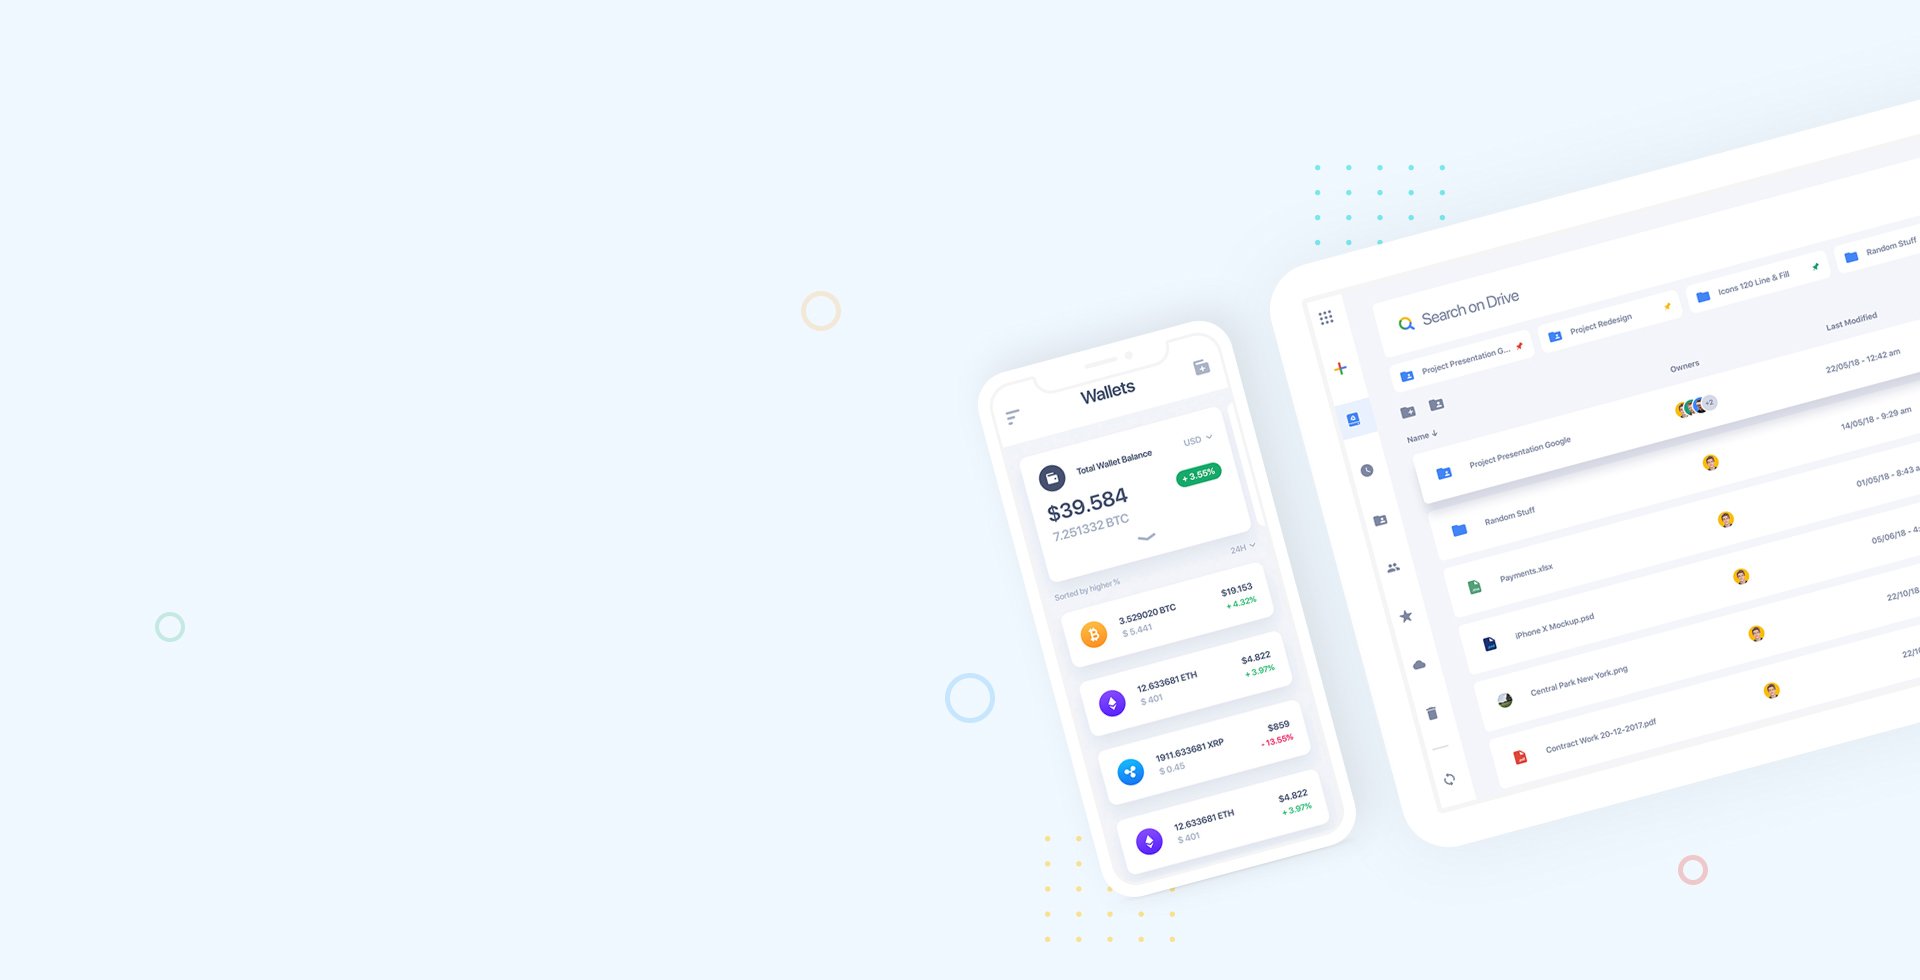 Wallets
Total Wallet Balance
USD
$39.584
+ 3.55%
7.251332 BTC
Sorted by higher %
24H
3.529020 BTC
$19.153
$ 5.441
+ 4.32%
12.633681 ETH
$4.822
$ 401
+ 3.97%
1911.633681 XRP
$859
$ 0.45
- 13.55%
12.633681 ETH
$4.822
$ 401
+ 3.97%
Search on Drive
Project Presentation G...
Project Redesign
Icons 120 Line & Fill
Random Stuff
Name
Owners
Last Modified
Project Presentation Google
+2
22/05/18 - 12:42 am
Random Stuff
14/05/18 - 9:29 am
Payments.xlsx
01/05/18 - 8:43 a
iPhone X Mockup.psd
05/06/18 - 4:
Central Park New York.png
22/10/18
Contract Work 20-12-2017.pdf
22/10